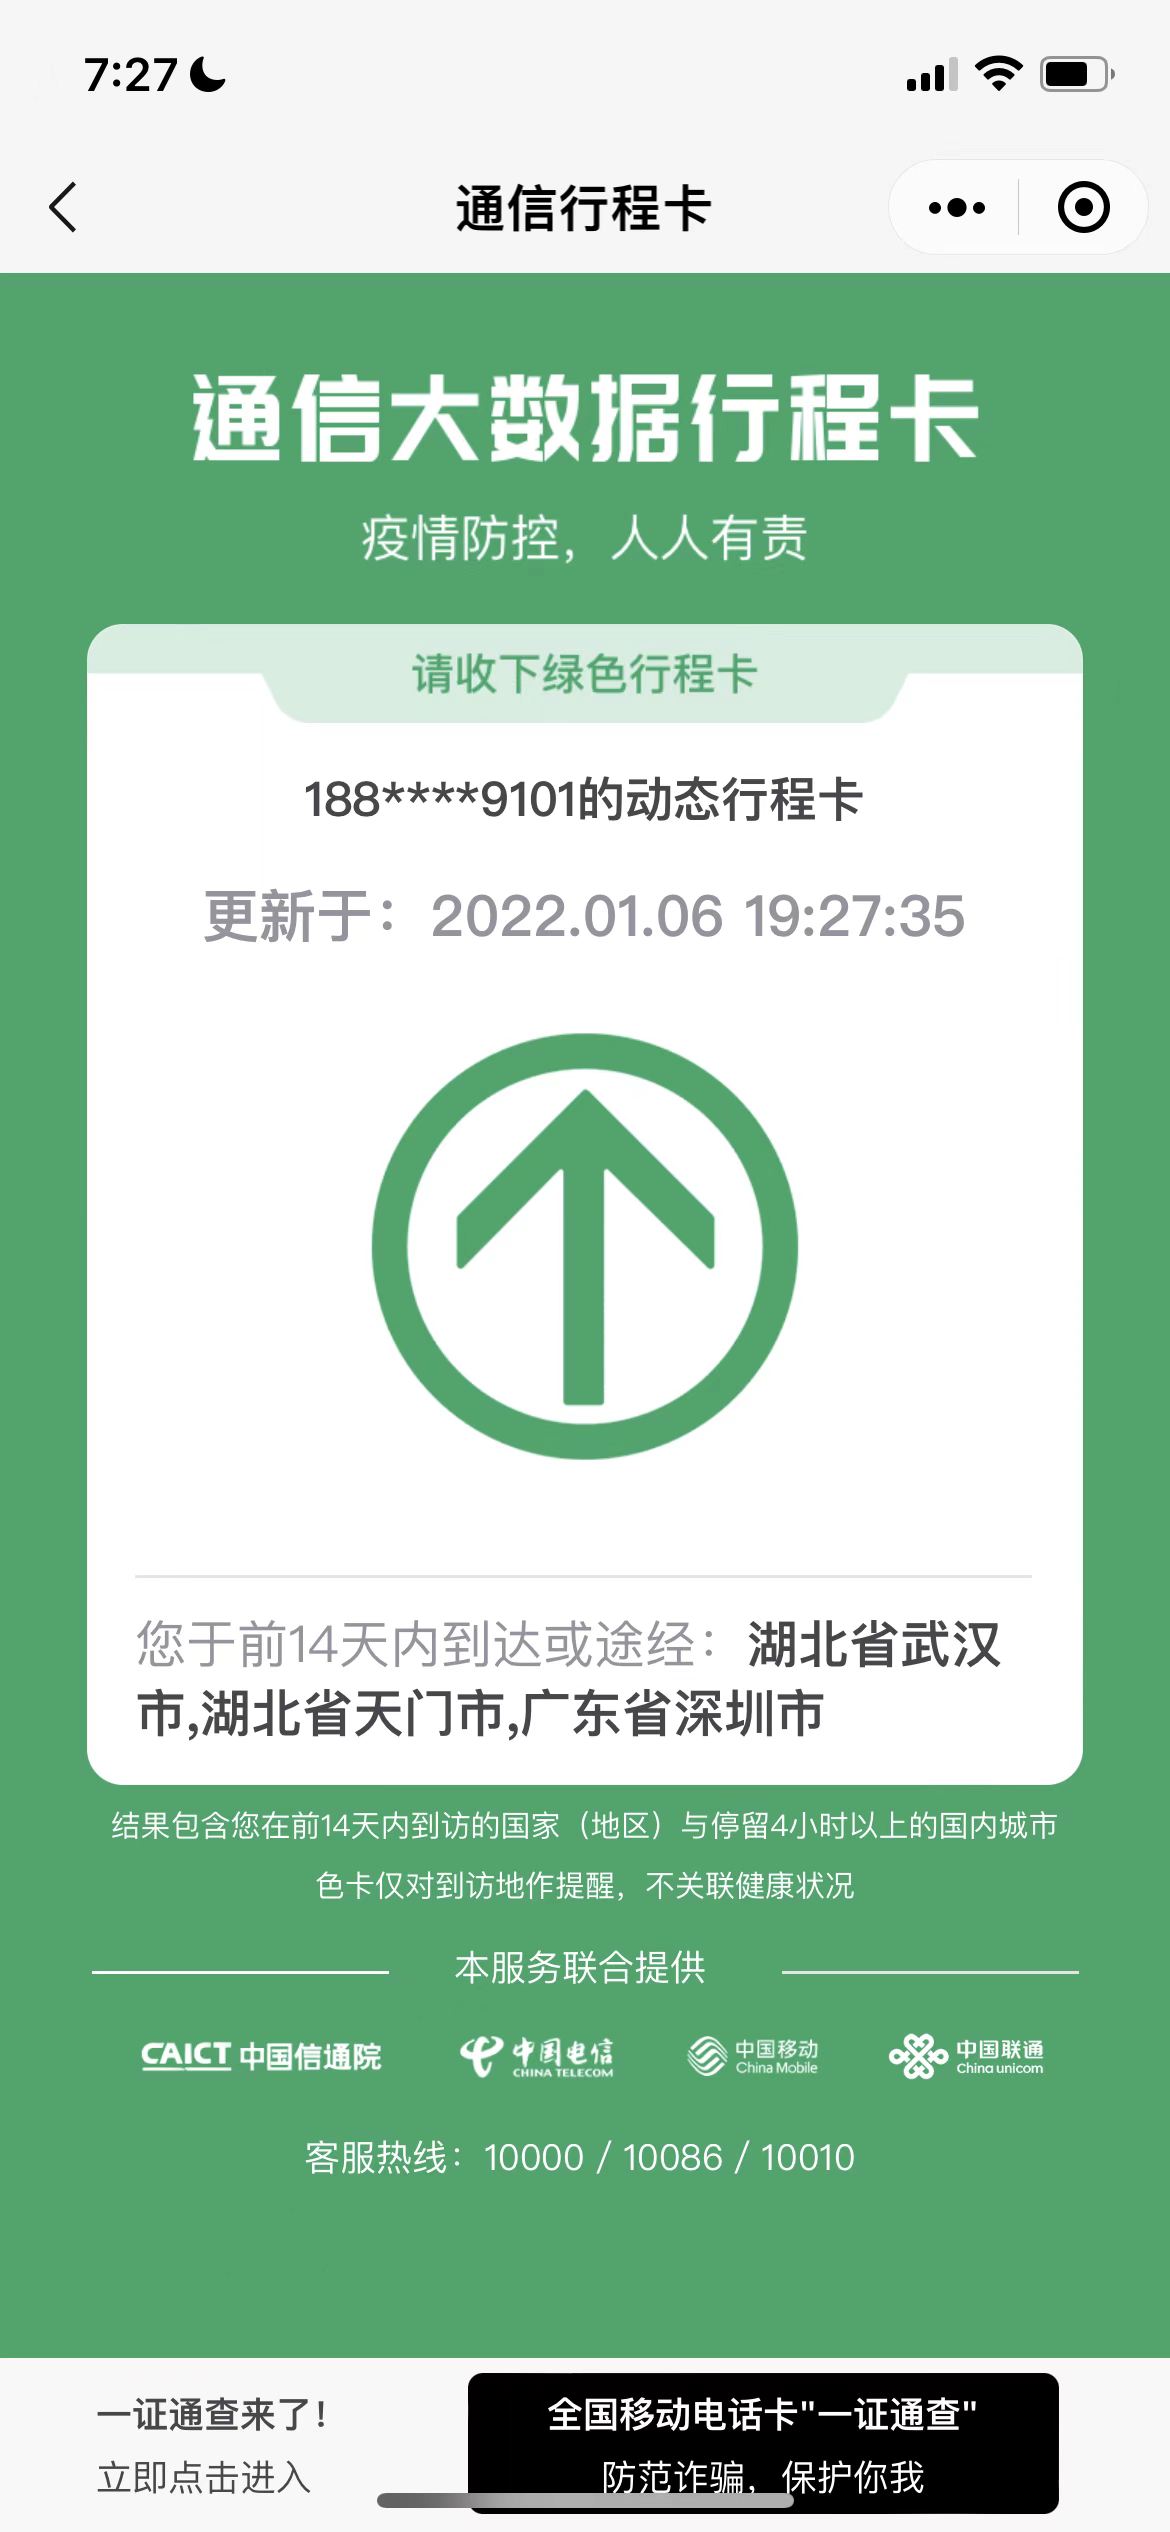 7:27
通信行程卡
通信大数据行程卡
疫情防控，人人有责
请收下绿色行程卡
188****9101的动态行程卡
更新于：2022.01.06 19:27:35
您于前14天内到达或途经：湖北省武汉
市,湖北省天门市,广东省深圳市
结果包含您在前14天内到访的国家（地区）与停留4小时以上的国内城市
色卡仅对到访地作提醒，不关联健康状况
本服务联合提供
CAICT 中国信通院
中国电信
CHINA TELECOM
中国移动
China Mobile
中国联通
China unicom
客服热线：10000 / 10086 / 10010
一证通查来了！
立即点击进入
全国移动电话卡"一证通查"
防范诈骗，保护你我